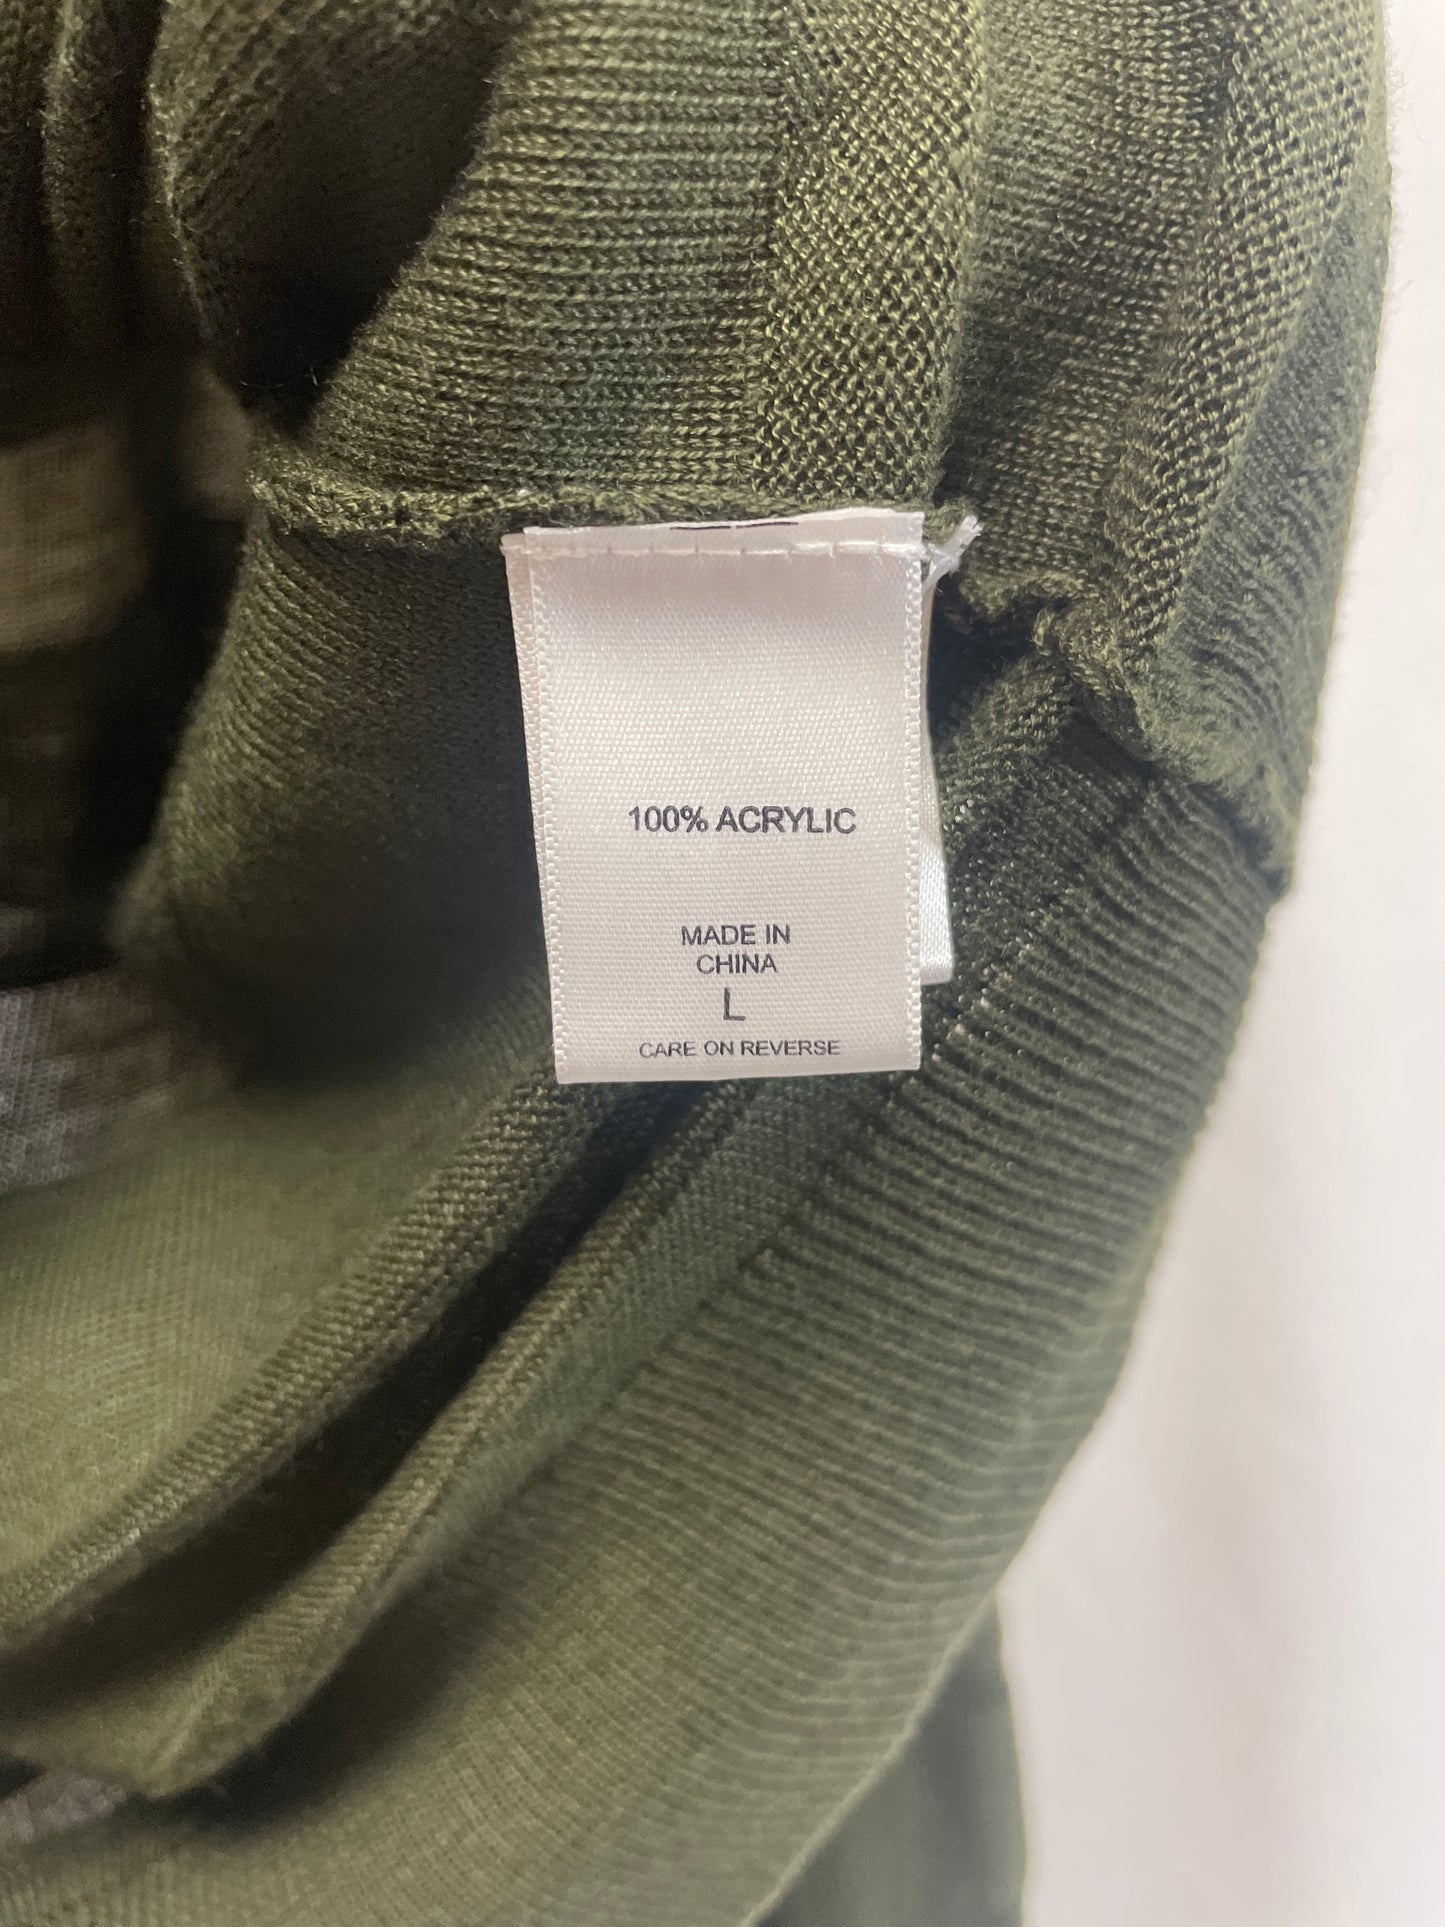 100% ACRYLIC
MADE IN
CHINA
L
CARE ON REVERSE